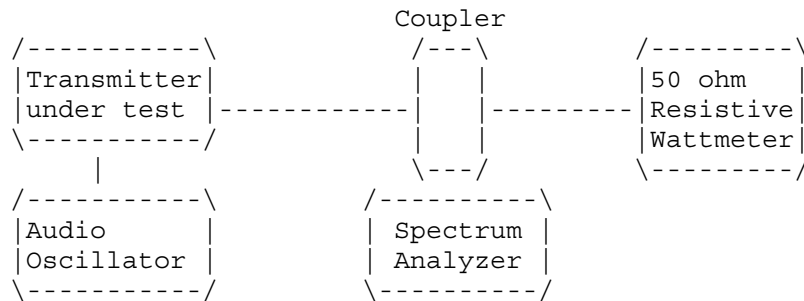 Coupler
Transmitter
under test
50 ohm
Resistive
Wattmeter
Audio
Oscillator
Spectrum
Analyzer